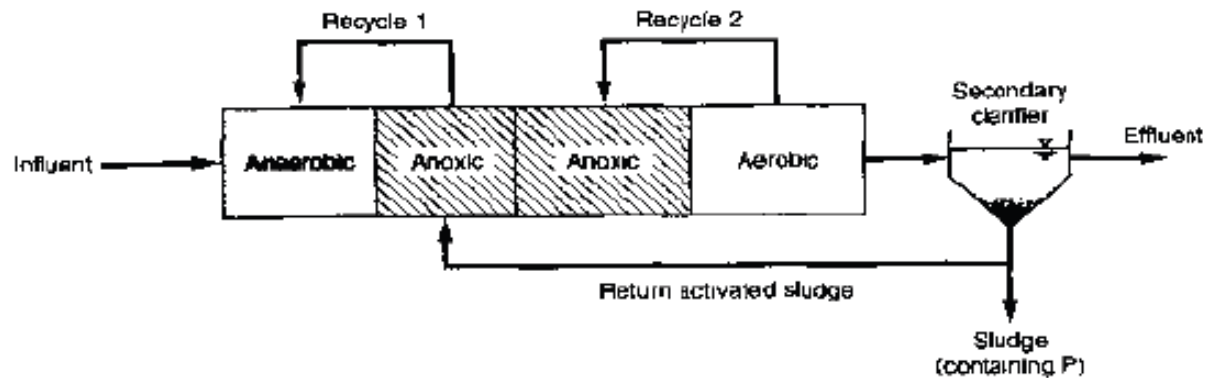 Recycle 1
Recycle 2
Secondary
clarifier
Influent
Anaerobic
Anoxic
Anoxic
Aerobic
Effluent
Return activated sludge
Sludge
(containing P)